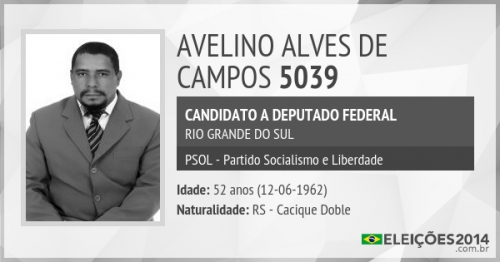 AVELINO ALVES DE
CAMPOS 5039
CANDIDATO A DEPUTADO FEDERAL
RIO GRANDE DO SUL
PSOL - Partido Socialismo e Liberdade
Idade: 52 anos (12-06-1962)
Naturalidade: RS - Cacique Doble
ELEIÇÕES2014
.com.br